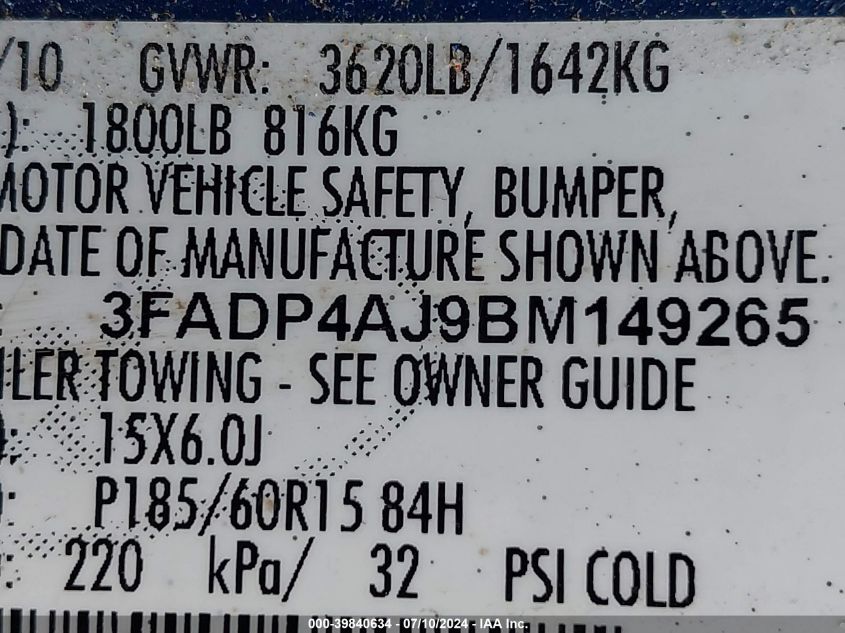 /10 GVWR: 3620LB/1642KG
): 1800LB 816KG
MOTOR VEHICLE SAFETY, BUMPER,
DATE OF MANUFACTURE SHOWN ABOVE.
: 3FADP4AJ9BM149265
ILER TOWING - SEE OWNER GUIDE
: 15X6.0J
: P185/60R15 84H
: 220 kPa/ 32 PSI COLD
000-39840634 - 07/10/2024 - IAA Inc.